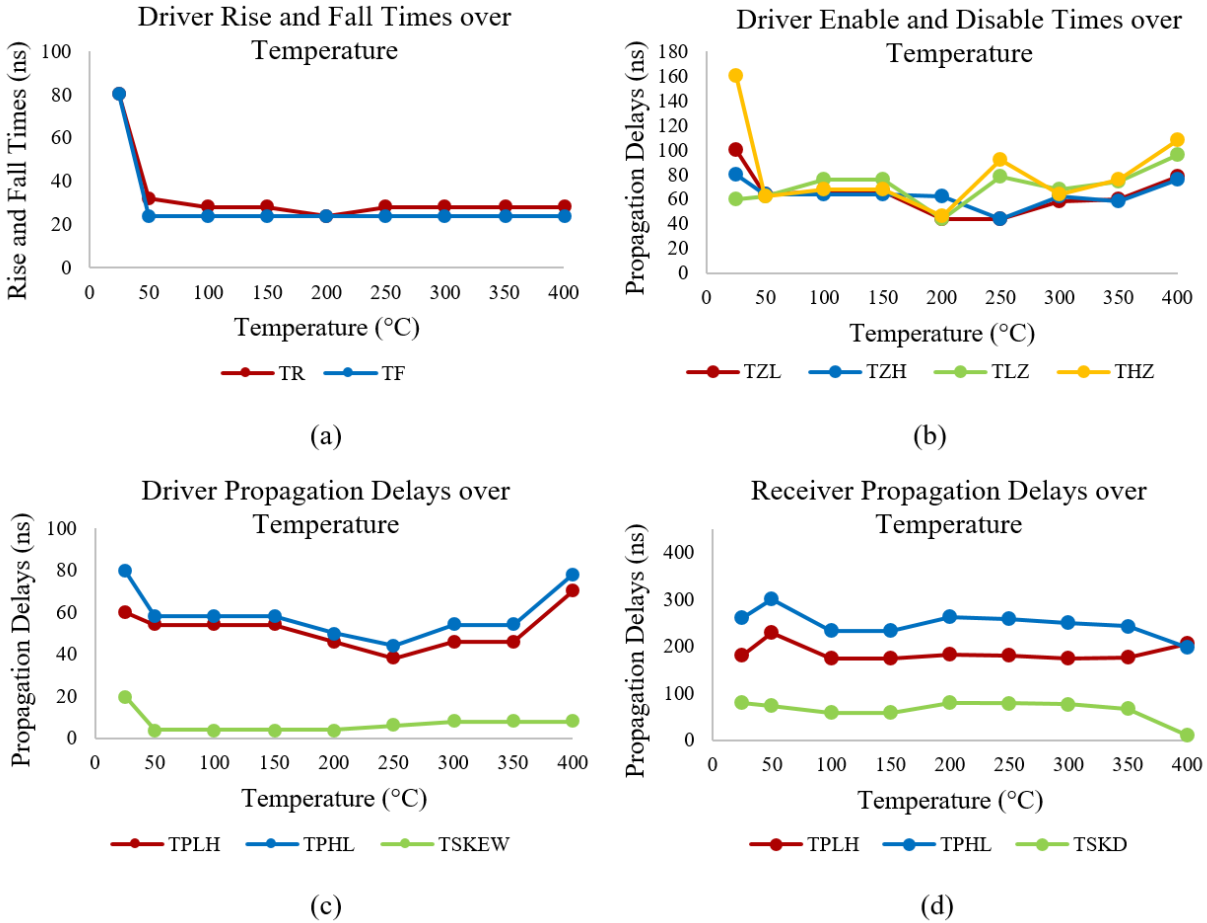 Driver Rise and Fall Times over
Temperature
Rise and Fall Times (ns)
100
80
60
40
20
0
0 50 100 150 200 250 300 350 400
Temperature (°C)
TR TF
(a)
Driver Enable and Disable Times over
Temperature
Propagation Delays (ns)
180
160
140
120
100
80
60
40
20
0
0 50 100 150 200 250 300 350 400
Temperature (°C)
TZL TZH TLZ THZ
(b)
Driver Propagation Delays over
Temperature
Propagation Delays (ns)
100
80
60
40
20
0
0 50 100 150 200 250 300 350 400
Temperature (°C)
TPLH TPHL TSKEW
(c)
Receiver Propagation Delays over
Temperature
Propagation Delays (ns)
400
300
200
100
0
0 50 100 150 200 250 300 350 400
Temperature (°C)
TPLH TPHL TSKD
(d)